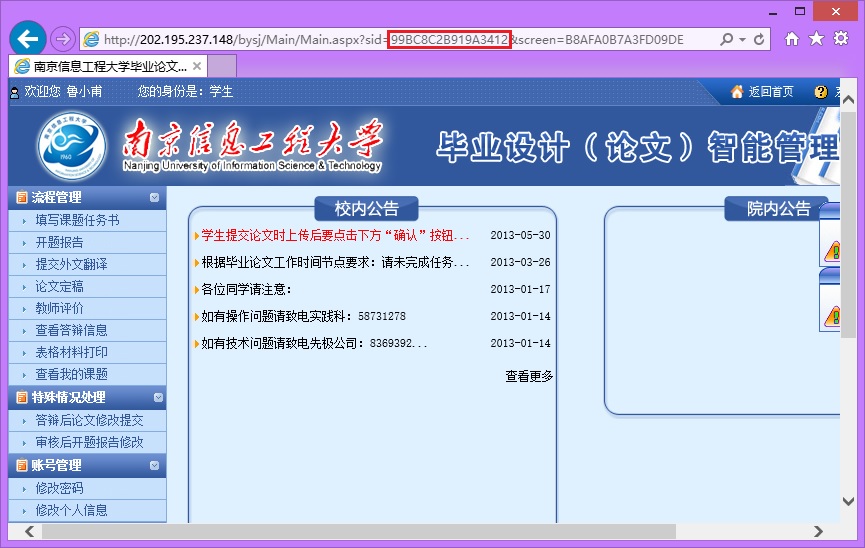 http://202.195.237.148/bysj/Main/Main.aspx?sid=99BC8C2B919A3412&screen=B8AFA0B7A3FD09DE
南京信息工程大学毕业论文...
欢迎您 鲁小甫 您的身份是：学生 返回首页
南京信息工程大学 毕业设计（论文）智能管理
Nanjing University of Information Science & Technology
1960
流程管理
填写课题任务书
开题报告
提交外文翻译
论文定稿
教师评价
查看答辩信息
表格材料打印
查看我的课题
特殊情况处理
答辩后论文修改提交
审核后开题报告修改
账号管理
修改密码
修改个人信息
校内公告
学生提交论文时上传后要点击下方“确认”按钮... 2013-05-30
根据毕业论文工作时间节点要求：请未完成任务... 2013-03-26
各位同学请注意： 2013-01-17
如有操作问题请致电实践科：58731278 2013-01-14
如有技术问题请致电先极公司：8369392... 2013-01-14
查看更多
院内公告